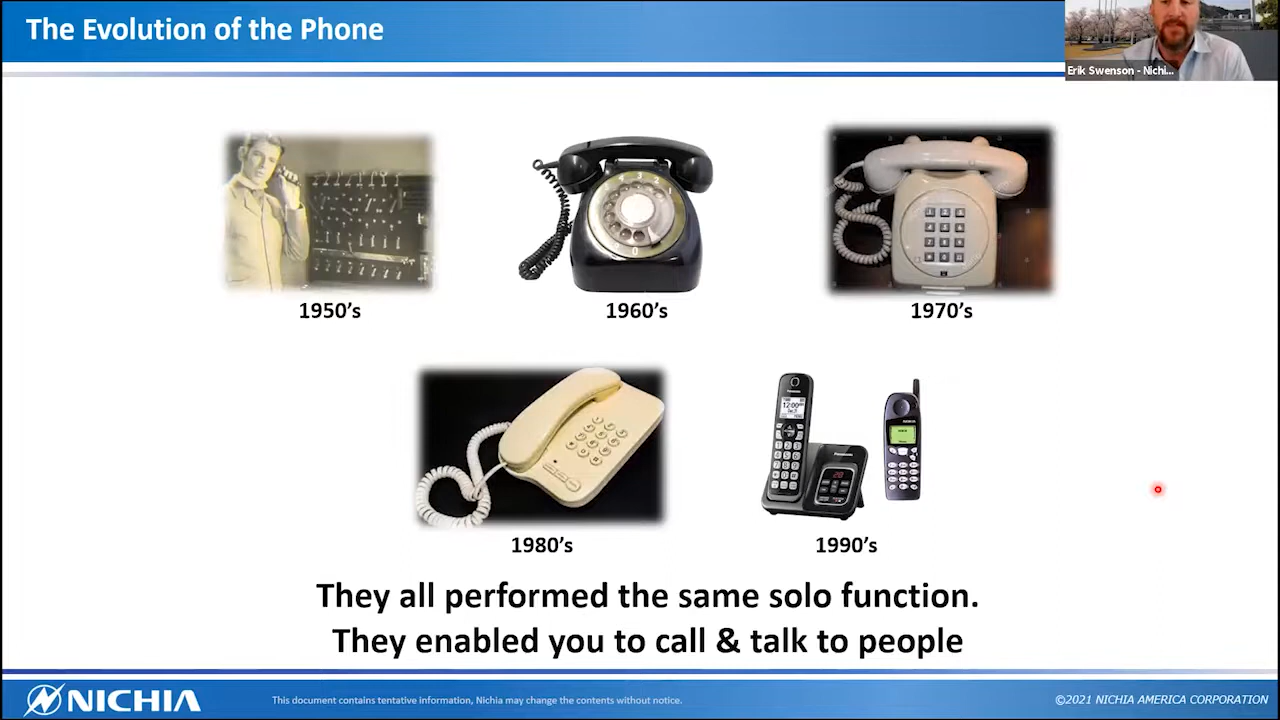 The Evolution of the Phone
Erik Swenson - Nichi...
1950’s
1960’s
1970’s
1980’s
1990’s
They all performed the same solo function.
They enabled you to call & talk to people
NICHIA
This document contains tentative information, Nichia may change the contents without notice.
©2021 NICHIA AMERICA CORPORATION